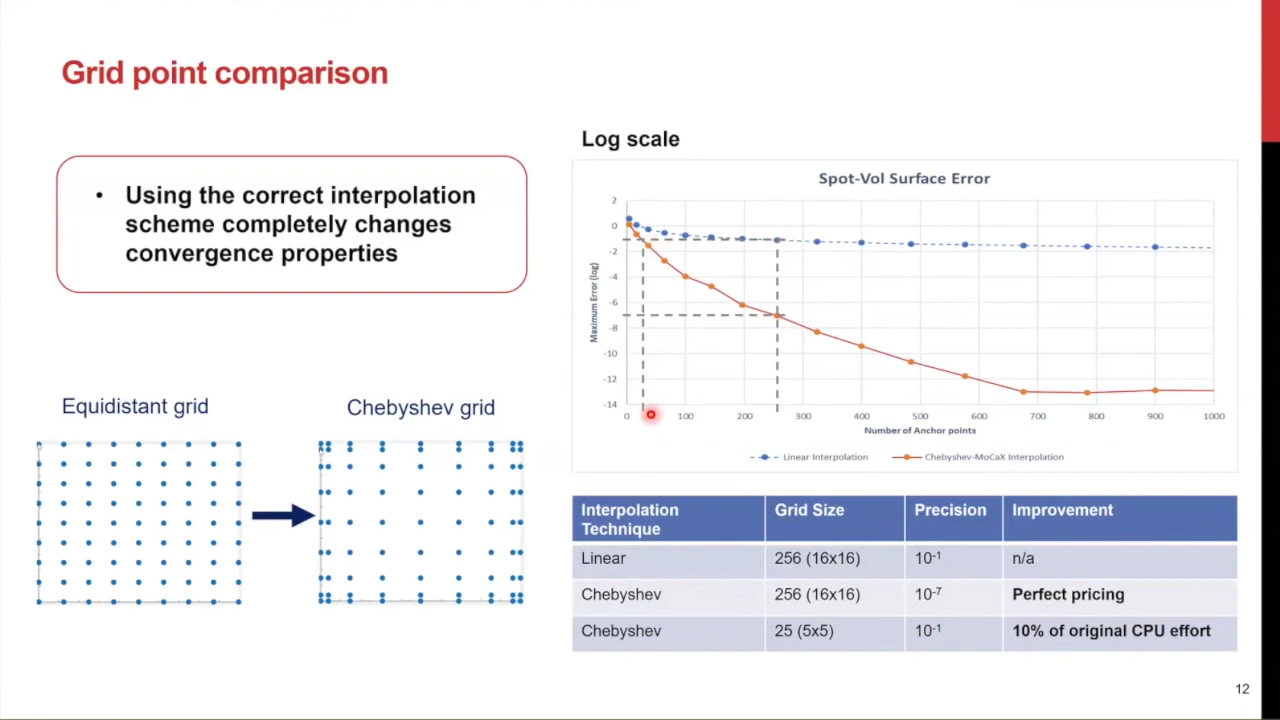 Grid point comparison
• Using the correct interpolation
scheme completely changes
convergence properties
Equidistant grid
Chebyshev grid
Log scale
Spot-Vol Surface Error
Maximum Error (log)
2
0
-2
-4
-6
-8
-10
-12
-14
0 100 200 300 400 500 600 700 800 900 1000
Number of Anchor points
Linear Interpolation Chebyshev-MoCaX Interpolation
Interpolation Technique Grid Size Precision Improvement
Linear 256 (16x16) 10⁻¹ n/a
Chebyshev 256 (16x16) 10⁻⁷ Perfect pricing
Chebyshev 25 (5x5) 10⁻¹ 10% of original CPU effort
12